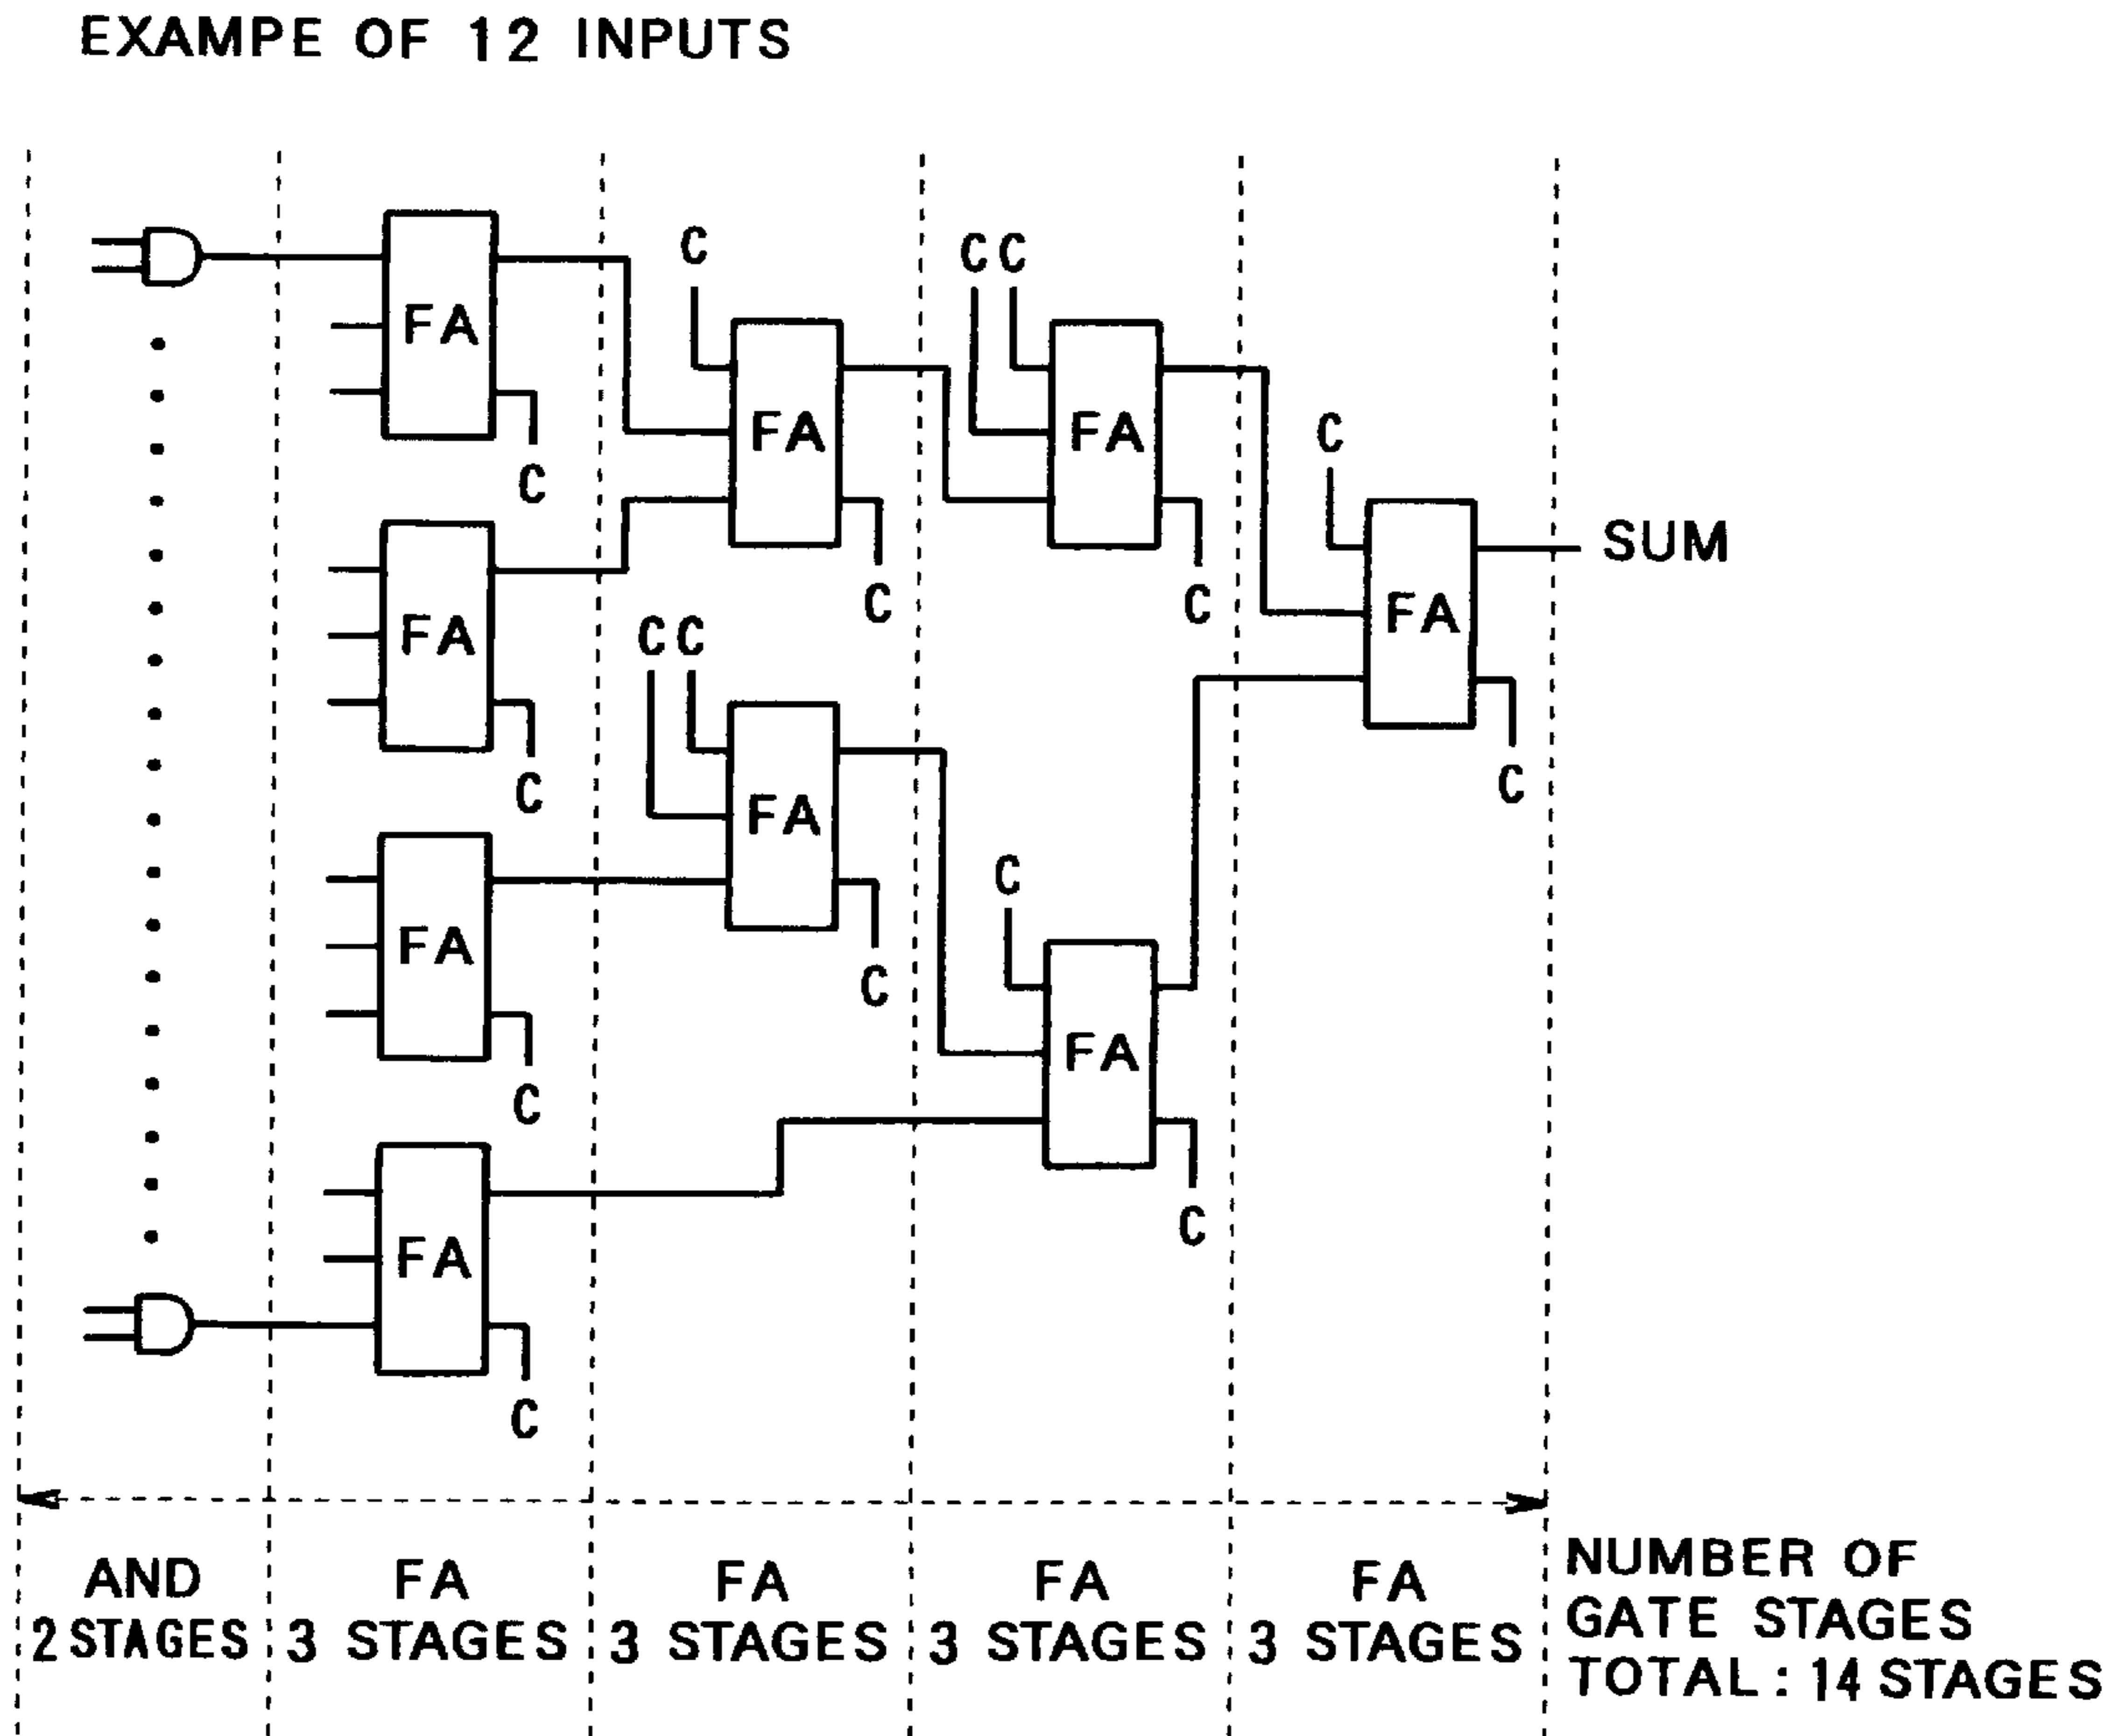 EXAMPE OF 12 INPUTS
C
C C
FA
C
FA
FA
C
C
SUM
FA
C
C
FA
C C
C
C
FA
C
FA
C
C
FA
C
FA
C
C
AND
2 STAGES
FA
3 STAGES
FA
3 STAGES
FA
3 STAGES
FA
3 STAGES
NUMBER OF
GATE STAGES
TOTAL: 14 STAGES